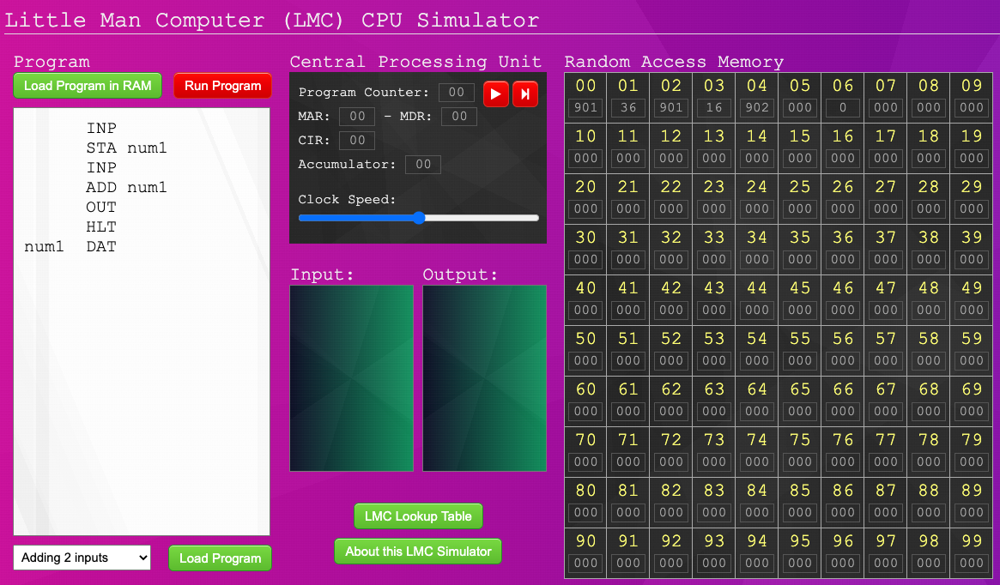 Little Man Computer (LMC) CPU Simulator
Program
Load Program in RAM
Run Program
INP
STA num1
INP
ADD num1
OUT
HLT
num1 DAT
Adding 2 inputs
Load Program
Central Processing Unit
Program Counter: 00
MAR: 00 - MDR: 00
CIR: 00
Accumulator: 00
Clock Speed:
Input:
Output:
LMC Lookup Table
About this LMC Simulator
Random Access Memory
00 01 02 03 04 05 06 07 08 09
901 36 901 16 902 000 0 000 000 000
10 11 12 13 14 15 16 17 18 19
000 000 000 000 000 000 000 000 000 000
20 21 22 23 24 25 26 27 28 29
000 000 000 000 000 000 000 000 000 000
30 31 32 33 34 35 36 37 38 39
000 000 000 000 000 000 000 000 000 000
40 41 42 43 44 45 46 47 48 49
000 000 000 000 000 000 000 000 000 000
50 51 52 53 54 55 56 57 58 59
000 000 000 000 000 000 000 000 000 000
60 61 62 63 64 65 66 67 68 69
000 000 000 000 000 000 000 000 000 000
70 71 72 73 74 75 76 77 78 79
000 000 000 000 000 000 000 000 000 000
80 81 82 83 84 85 86 87 88 89
000 000 000 000 000 000 000 000 000 000
90 91 92 93 94 95 96 97 98 99
000 000 000 000 000 000 000 000 000 000